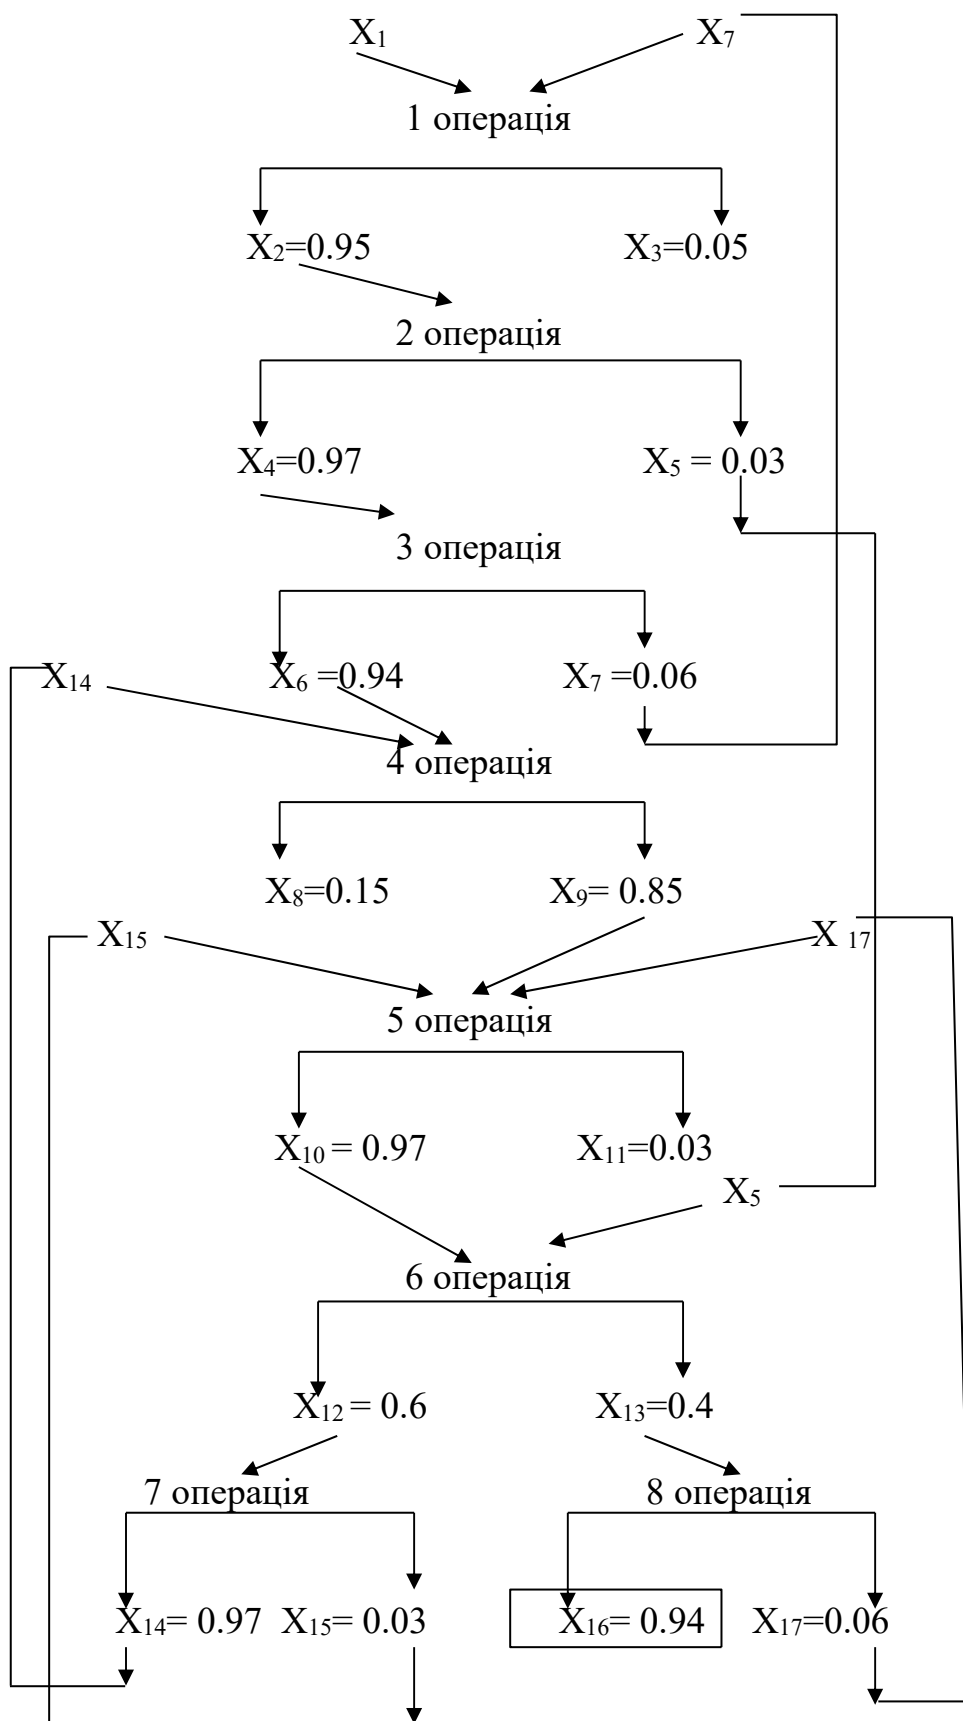 X₁ X₇
1 операція
X₂=0.95 X₃=0.05
2 операція
X₄=0.97 X₅ = 0.03
3 операція
X₁₄ X₆ =0.94 X₇ =0.06
4 операція
X₈=0.15 X₉= 0.85
X₁₅ X ₁₇
5 операція
X₁₀ = 0.97 X₁₁=0.03
X₅
6 операція
X₁₂ = 0.6 X₁₃=0.4
7 операція 8 операція
X₁₄= 0.97 X₁₅= 0.03 X₁₆= 0.94 X₁₇=0.06